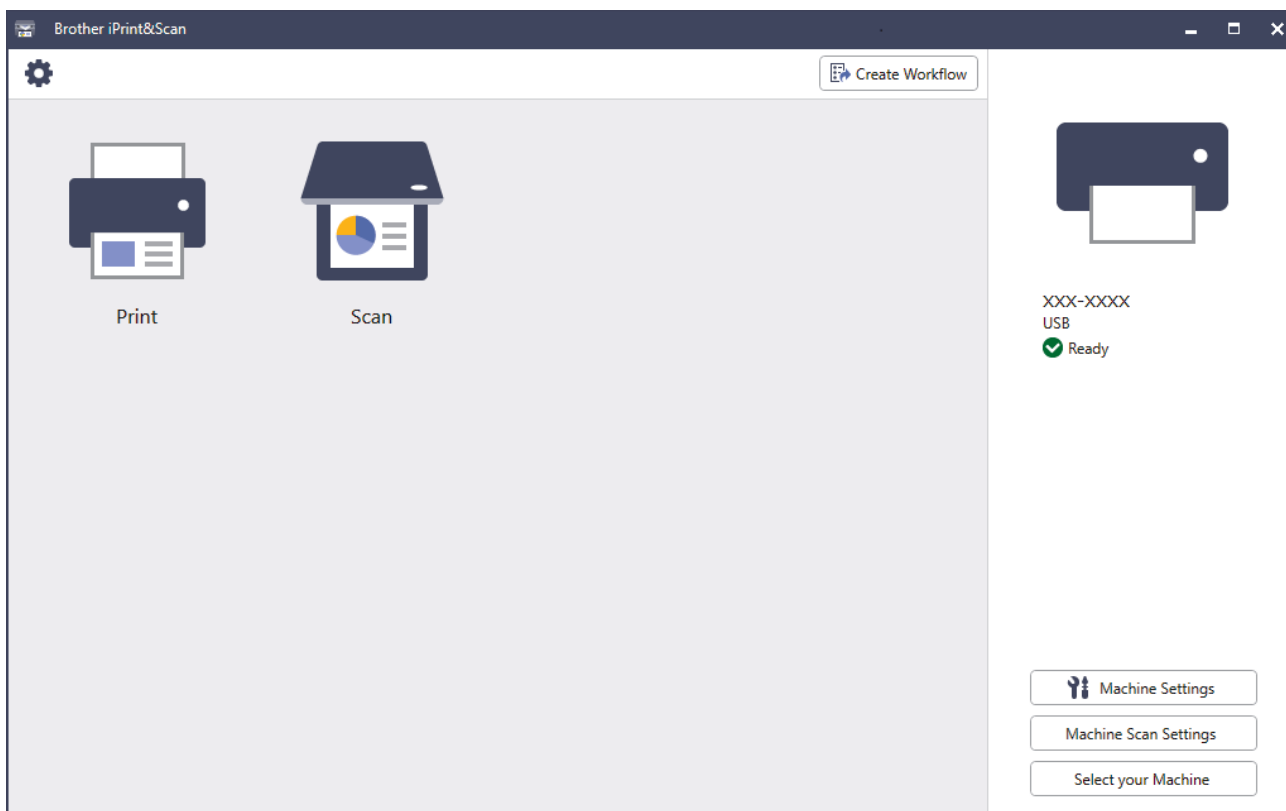 Brother iPrint&Scan
Create Workflow
Print
Scan
XXX-XXXX
USB
Ready
Machine Settings
Machine Scan Settings
Select your Machine